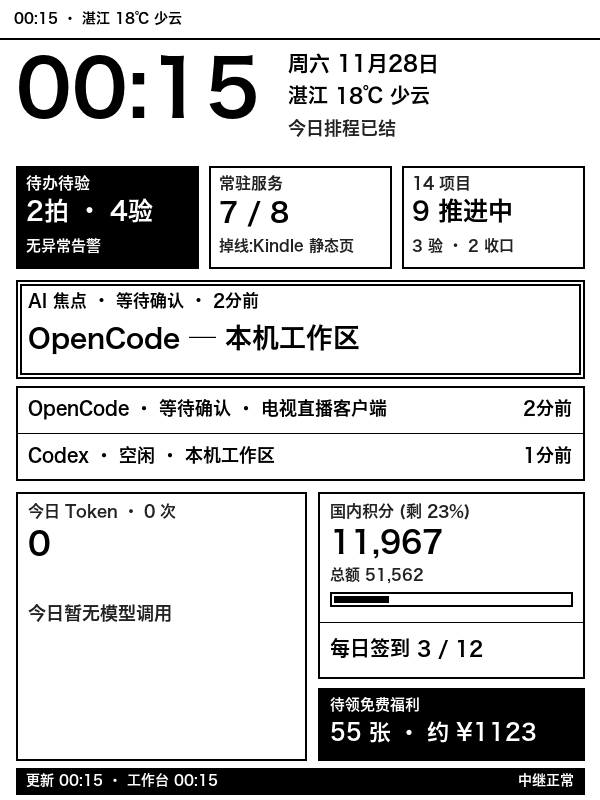 00:15 · 湛江 18℃ 少云
00:15
周六 11月28日
湛江 18℃ 少云
今日排程已结
待办待验
2拍 · 4验
无异常告警
常驻服务
7 / 8
掉线:Kindle 静态页
14 项目
9 推进中
3 验 · 2 收口
AI 焦点 · 等待确认 · 2分前
OpenCode — 本机工作区
OpenCode · 等待确认 · 电视直播客户端 2分前
Codex · 空闲 · 本机工作区 1分前
今日 Token · 0 次
0
今日暂无模型调用
国内积分 (剩 23%)
11,967
总额 51,562
每日签到 3 / 12
待领免费福利
55 张 · 约 ¥1123
更新 00:15 · 工作台 00:15 中继正常